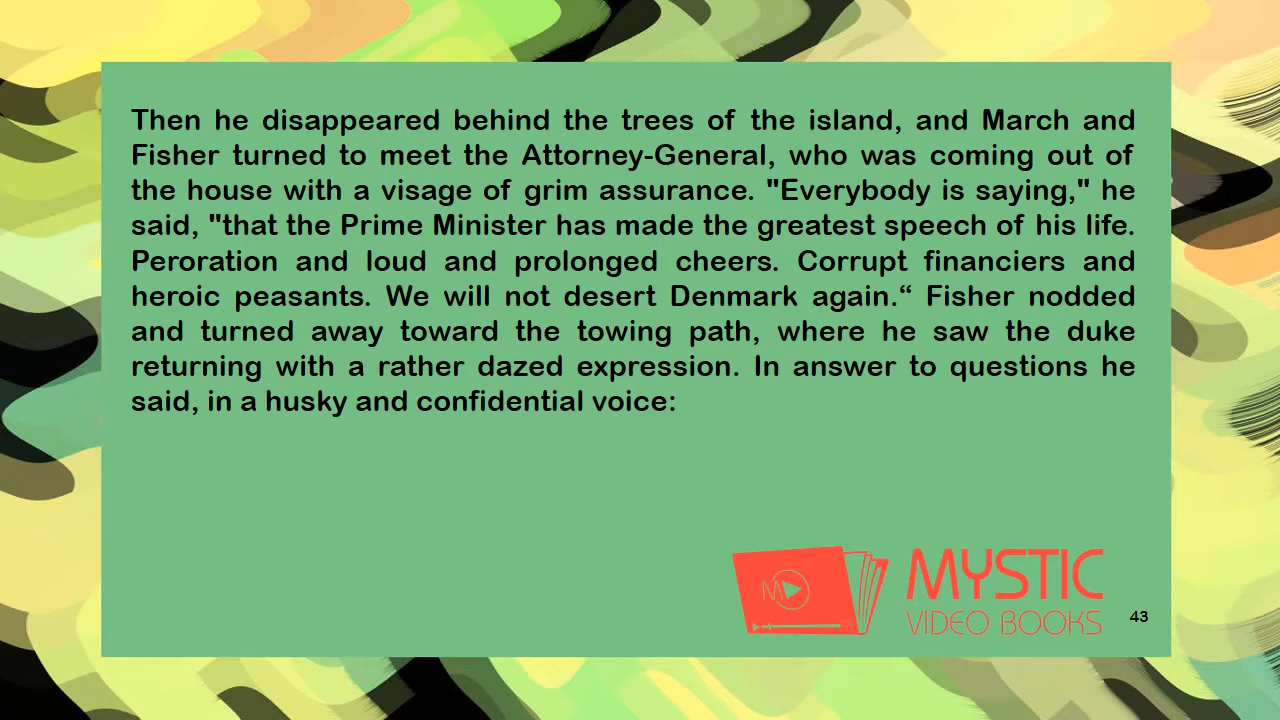 Then he disappeared behind the trees of the island, and March and
Fisher turned to meet the Attorney-General, who was coming out of
the house with a visage of grim assurance. "Everybody is saying," he
said, "that the Prime Minister has made the greatest speech of his life.
Peroration and loud and prolonged cheers. Corrupt financiers and
heroic peasants. We will not desert Denmark again.“ Fisher nodded
and turned away toward the towing path, where he saw the duke
returning with a rather dazed expression. In answer to questions he
said, in a husky and confidential voice:
M
MYSTIC
VIDEO BOOKS
43